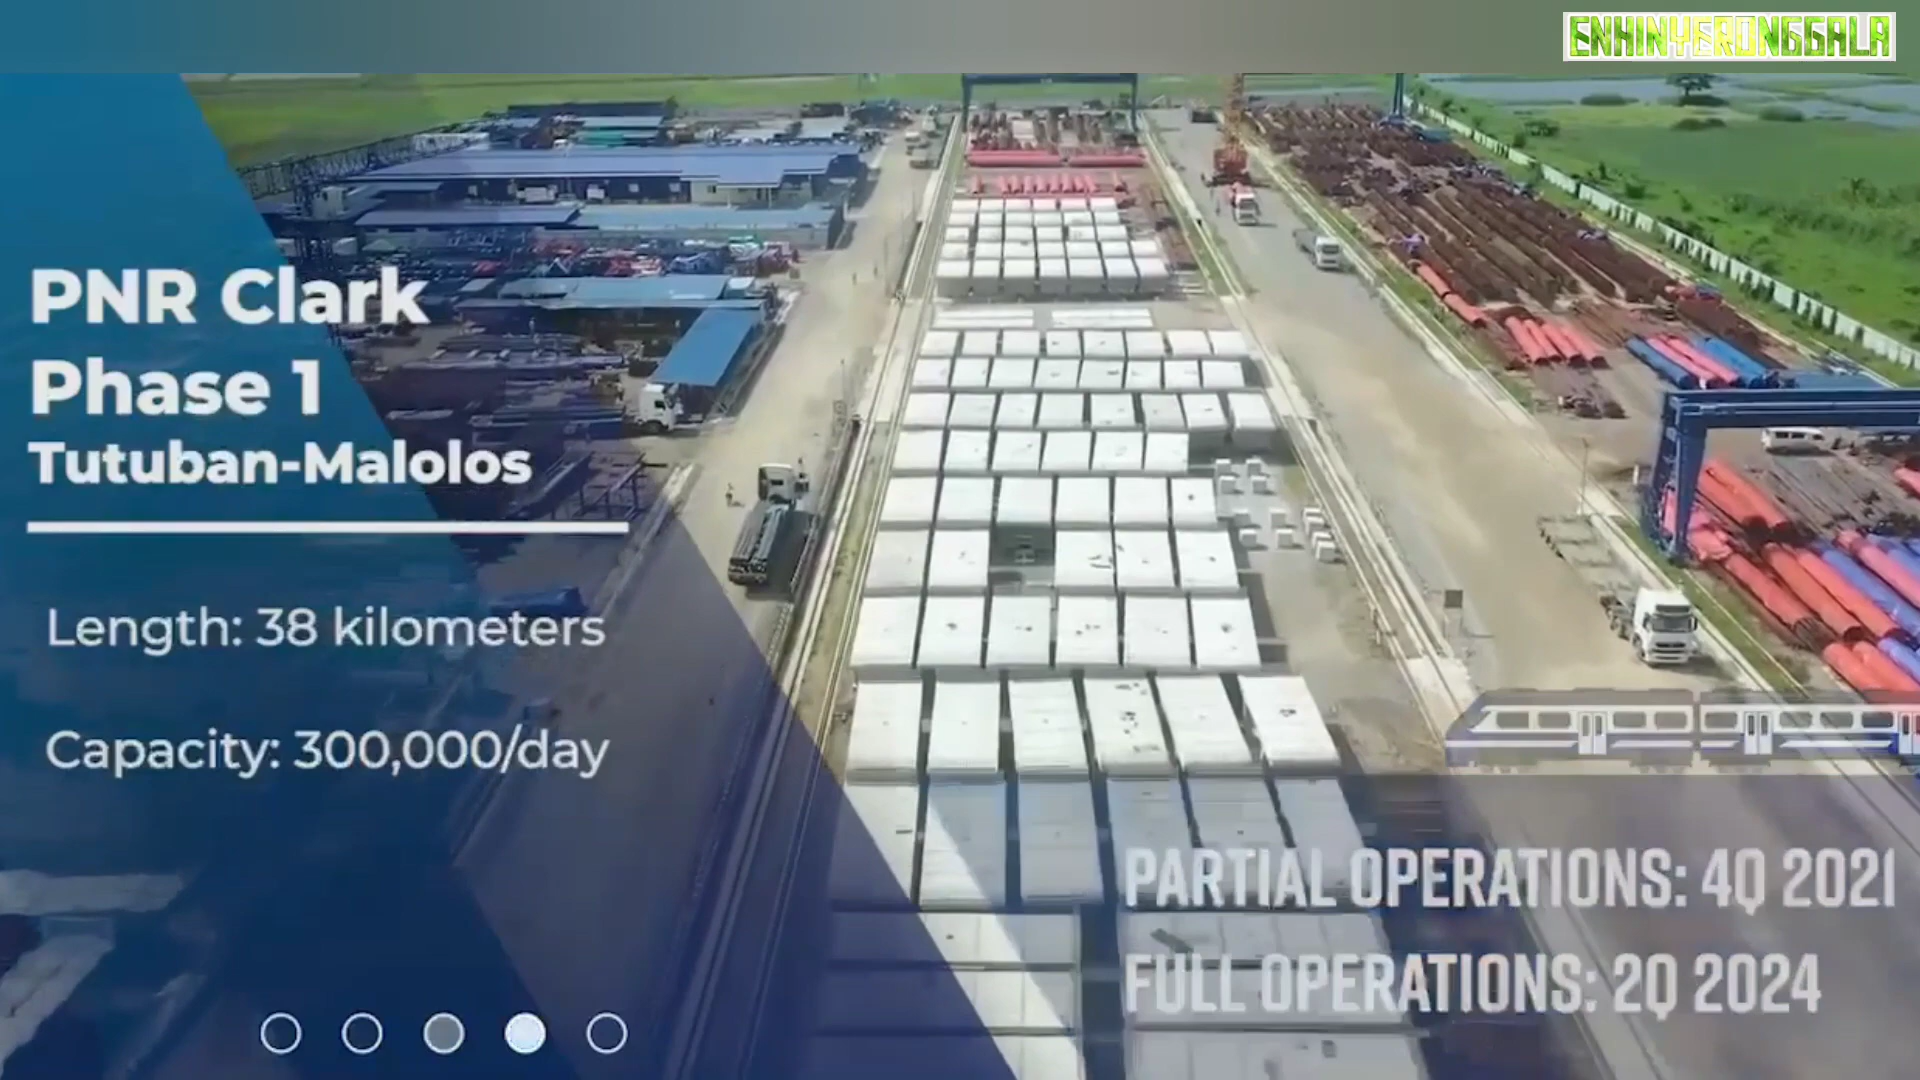 ENHINYERONGGALA
PNR Clark
Phase 1
Tutuban-Malolos
Length: 38 kilometers
Capacity: 300,000/day
PARTIAL OPERATIONS: 4Q 2021
FULL OPERATIONS: 2Q 2024